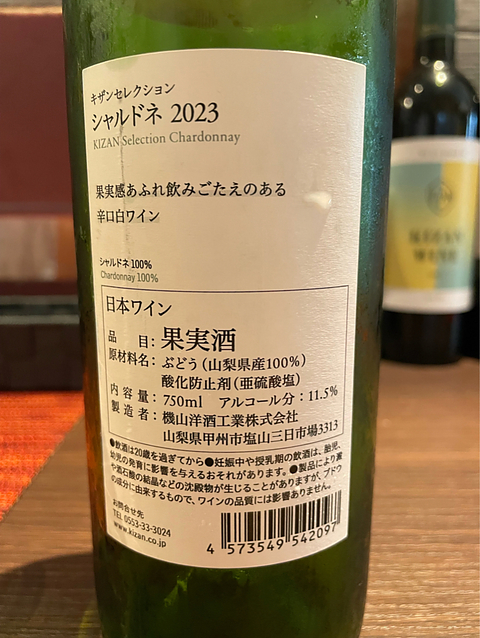 キザンセレクション
シャルドネ 2023
KIZAN Selection Chardonnay
果実感あふれ飲みごたえのある
辛口白ワイン
シャルドネ 100%
Chardonnay 100%
日本ワイン
品目：果実酒
原材料名：ぶどう（山梨県産100%）
酸化防止剤（亜硫酸塩）
内容量：750ml アルコール分：11.5%
製造者：機山洋酒工業株式会社
山梨県甲州市塩山三日市場3313
●飲酒は20歳を過ぎてから●妊娠中や授乳期の飲酒は、胎児、
幼児の発育に影響を与えるおそれがあります。●製品により澱
や酒石酸の結晶などの沈殿物が生じることがありますが、ブドウ
の成分に由来するもので、ワインの品質には影響ありません。
お問合せ先
TEL 0553-33-3024
www.kizan.co.jp
4 573549 542097
KIZAN
WINE